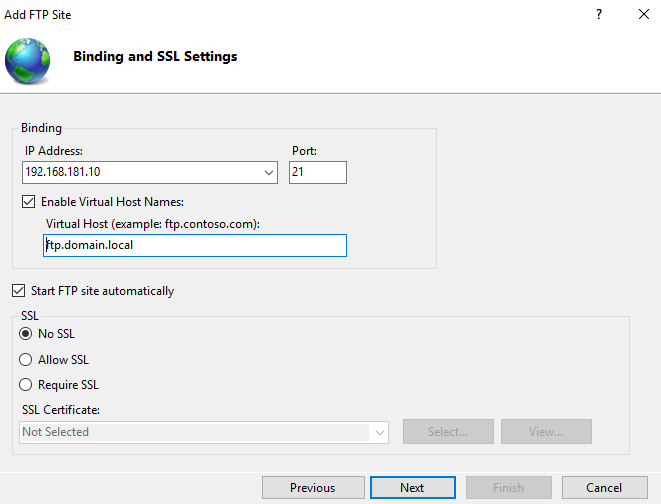 Add FTP Site
?
Binding and SSL Settings
Binding
IP Address:
Port:
192.168.181.10
21
Enable Virtual Host Names:
Virtual Host (example: ftp.contoso.com):
ftp.domain.local
Start FTP site automatically
SSL
No SSL
Allow SSL
Require SSL
SSL Certificate:
Not Selected
Select...
View...
Previous
Next
Finish
Cancel